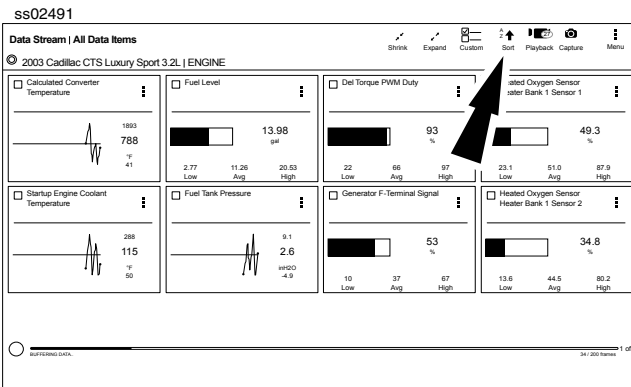 ss02491
Data Stream | All Data Items
Shrink Expand Custom Sort Playback Capture Menu
2003 Cadillac CTS Luxury Sport 3.2L | ENGINE
Calculated Converter
Temperature
1893
788
°F
41
Fuel Level
13.98
gal
2.77 11.26 20.53
Low Avg High
Del Torque PWM Duty
93
%
22 66 97
Low Avg High
ated Oxygen Sensor
eater Bank 1 Sensor 1
49.3
%
23.1 51.0 87.9
Low Avg High
Startup Engine Coolant
Temperature
288
115
°F
50
Fuel Tank Pressure
9.1
2.6
inH2O
-4.9
Generator F-Terminal Signal
53
%
10 37 67
Low Avg High
Heated Oxygen Sensor
Heater Bank 1 Sensor 2
34.8
%
13.6 44.5 80.2
Low Avg High
1 of
BUFFERING DATA..
34 / 200 frames